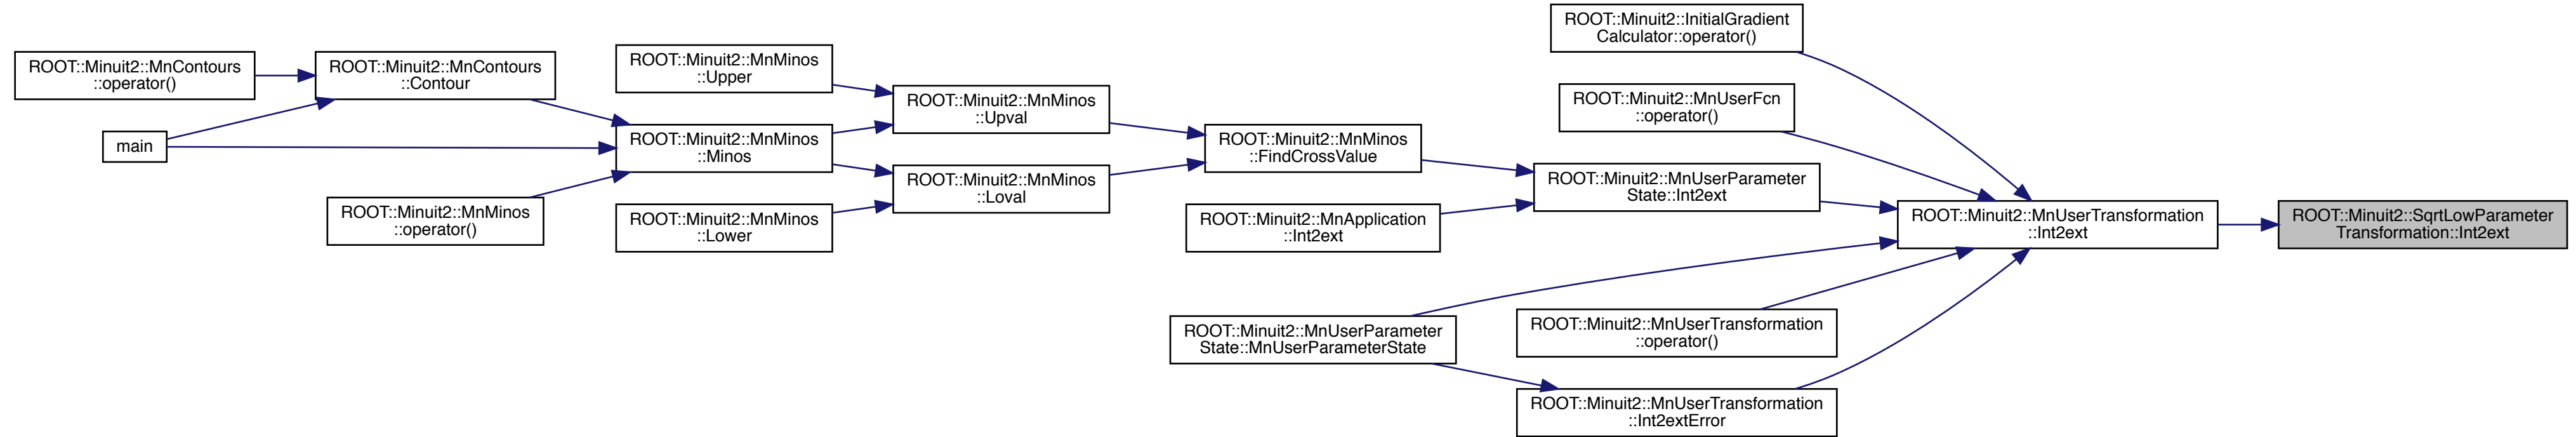 ROOT::Minuit2::MnContours
::operator()
main
ROOT::Minuit2::MnContours
::Contour
ROOT::Minuit2::MnMinos
::operator()
ROOT::Minuit2::MnMinos
::Upper
ROOT::Minuit2::MnMinos
::Minos
ROOT::Minuit2::MnMinos
::Lower
ROOT::Minuit2::MnMinos
::Upval
ROOT::Minuit2::MnMinos
::Loval
ROOT::Minuit2::MnMinos
::FindCrossValue
ROOT::Minuit2::MnApplication
::Int2ext
ROOT::Minuit2::MnUserParameter
State::MnUserParameterState
ROOT::Minuit2::InitialGradient
Calculator::operator()
ROOT::Minuit2::MnUserFcn
::operator()
ROOT::Minuit2::MnUserParameter
State::Int2ext
ROOT::Minuit2::MnUserTransformation
::operator()
ROOT::Minuit2::MnUserTransformation
::Int2extError
ROOT::Minuit2::MnUserTransformation
::Int2ext
ROOT::Minuit2::SqrtLowParameter
Transformation::Int2ext